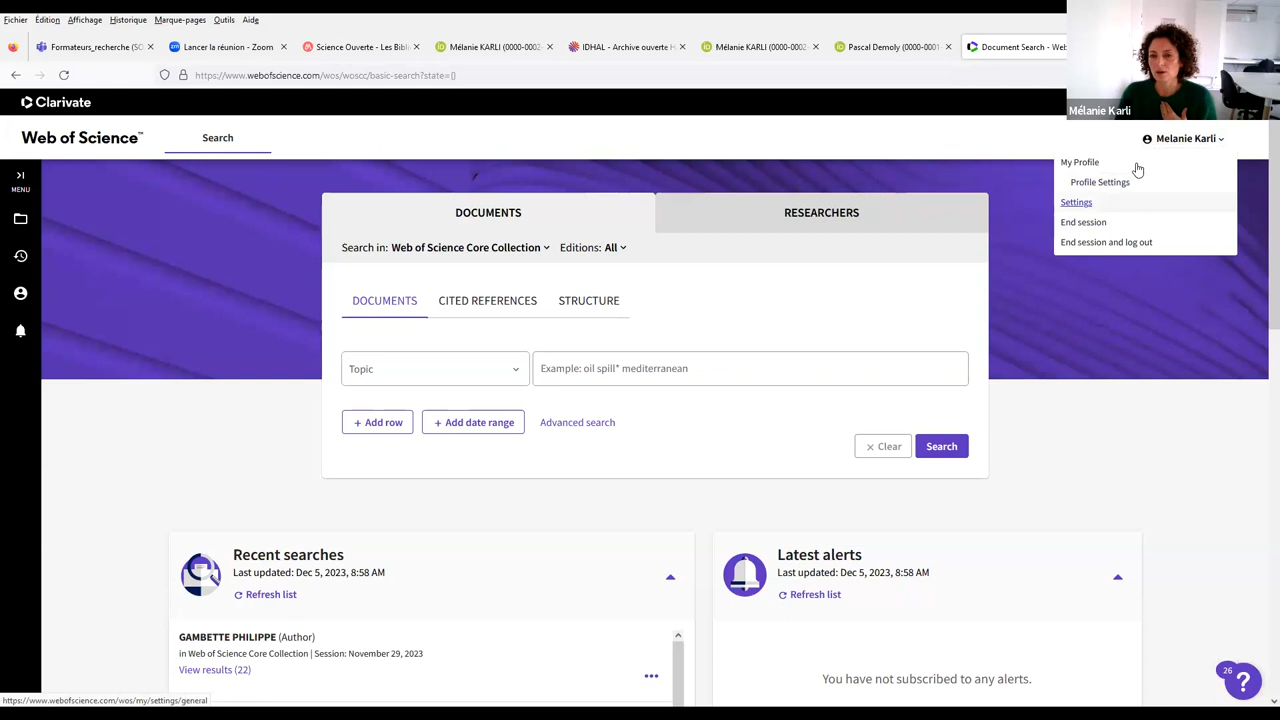 Fichier Édition Affichage Historique Marque-pages Outils Aide
Formateurs_recherche (SC
Lancer la réunion - Zoom
Science Ouverte - Les Bibl
Mélanie KARLI (0000-0002-
IDHAL - Archive ouverte H
Mélanie KARLI (0000-0002
Pascal Demoly (0000-0001-
Document Search - Web
https://www.webofscience.com/wos/woscc/basic-search?state={}
Mélanie Karli
Clarivate
Web of Science™
Search
Melanie Karli
MENU
My Profile
Profile Settings
Settings
End session
End session and log out
DOCUMENTS
RESEARCHERS
Search in: Web of Science Core Collection Editions: All
DOCUMENTS CITED REFERENCES STRUCTURE
Topic
Example: oil spill* mediterranean
+ Add row
+ Add date range
Advanced search
× Clear
Search
Recent searches
Last updated: Dec 5, 2023, 8:58 AM
Refresh list
GAMBETTE PHILIPPE (Author)
in Web of Science Core Collection | Session: November 29, 2023
View results (22)
Latest alerts
Last updated: Dec 5, 2023, 8:58 AM
Refresh list
You have not subscribed to any alerts.
26
?
https://www.webofscience.com/wos/my/settings/general